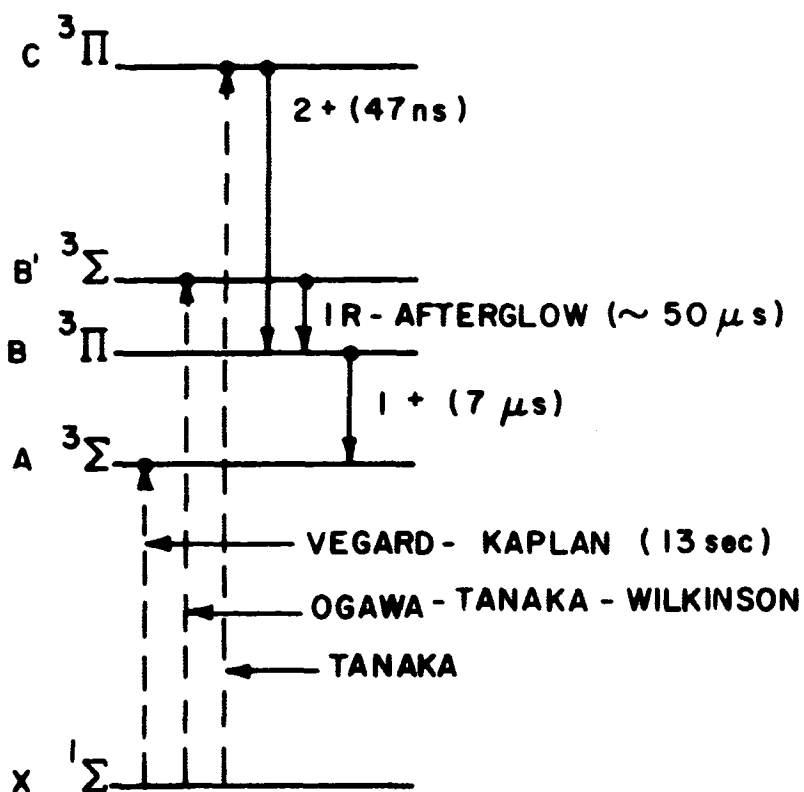 C ³Π
2+ (47ns)
B' ³Σ
IR - AFTERGLOW (~ 50 μs)
B ³Π
1 + (7 μs)
A ³Σ
VEGARD - KAPLAN (13 sec)
OGAWA - TANAKA - WILKINSON
TANAKA
X ¹Σ